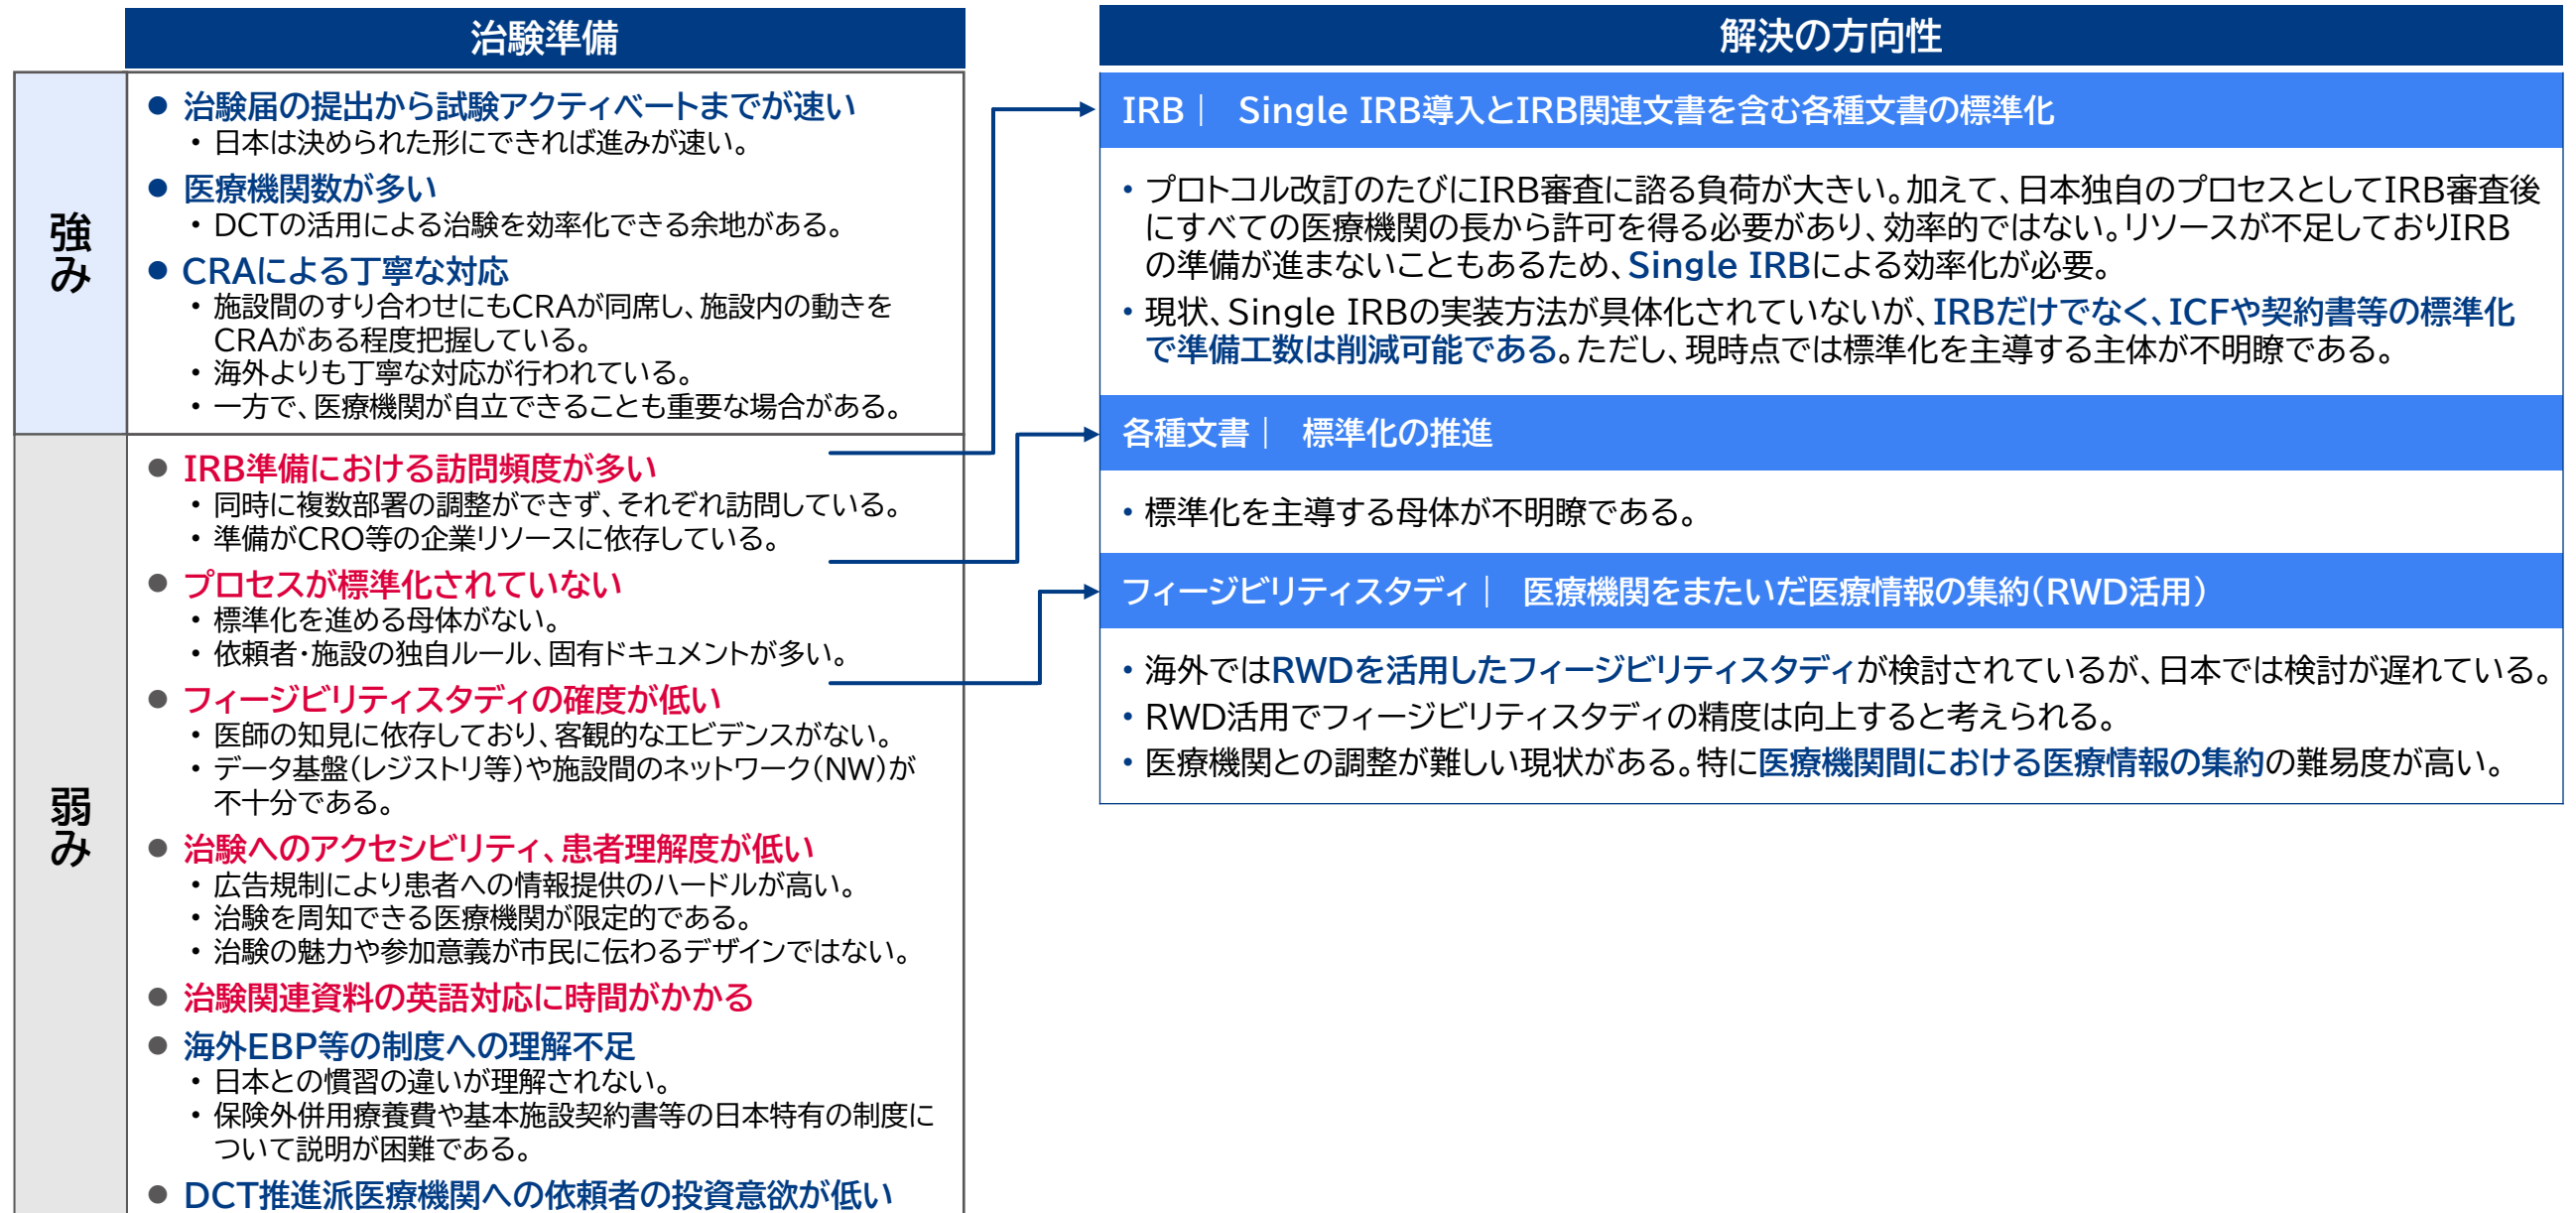 治験準備
強み
● 治験届の提出から試験アクティベートまでが速い
・日本は決められた形にできれば進みが速い。
● 医療機関数が多い
・DCTの活用による治験を効率化できる余地がある。
● CRAによる丁寧な対応
・施設間のすり合わせにもCRAが同席し、施設内の動きを
CRAがある程度把握している。
・海外よりも丁寧な対応が行われている。
・一方で、医療機関が自立できることも重要な場合がある。
弱み
● IRB準備における訪問頻度が多い
・同時に複数部署の調整ができず、それぞれ訪問している。
・準備がCRO等の企業リソースに依存している。
● プロセスが標準化されていない
・標準化を進める母体がない。
・依頼者・施設の独自ルール、固有ドキュメントが多い。
● フィージビリティスタディの確度が低い
・医師の知見に依存しており、客観的なエビデンスがない。
・データ基盤(レジストリ等)や施設間のネットワーク(NW)が
不十分である。
● 治験へのアクセシビリティ、患者理解度が低い
・広告規制により患者への情報提供のハードルが高い。
・治験を周知できる医療機関が限定的である。
・治験の魅力や参加意義が市民に伝わるデザインではない。
● 治験関連資料の英語対応に時間がかかる
● 海外EBP等の制度への理解不足
・日本との慣習の違いが理解されない。
・保険外併用療養費や基本施設契約書等の日本特有の制度に
ついて説明が困難である。
● DCT推進派医療機関への依頼者の投資意欲が低い
解決の方向性
IRB｜ Single IRB導入とIRB関連文書を含む各種文書の標準化
・プロトコル改訂のたびにIRB審査に諮る負荷が大きい。加えて、日本独自のプロセスとしてIRB審査後
にすべての医療機関の長から許可を得る必要があり、効率的ではない。リソースが不足しておりIRB
の準備が進まないこともあるため、Single IRBによる効率化が必要。
・現状、Single IRBの実装方法が具体化されていないが、IRBだけでなく、ICFや契約書等の標準化
で準備工数は削減可能である。ただし、現時点では標準化を主導する主体が不明瞭である。
各種文書｜ 標準化の推進
・標準化を主導する母体が不明瞭である。
フィージビリティスタディ｜ 医療機関をまたいだ医療情報の集約(RWD活用)
・海外ではRWDを活用したフィージビリティスタディが検討されているが、日本では検討が遅れている。
・RWD活用でフィージビリティスタディの精度は向上すると考えられる。
・医療機関との調整が難しい現状がある。特に医療機関間における医療情報の集約の難易度が高い。